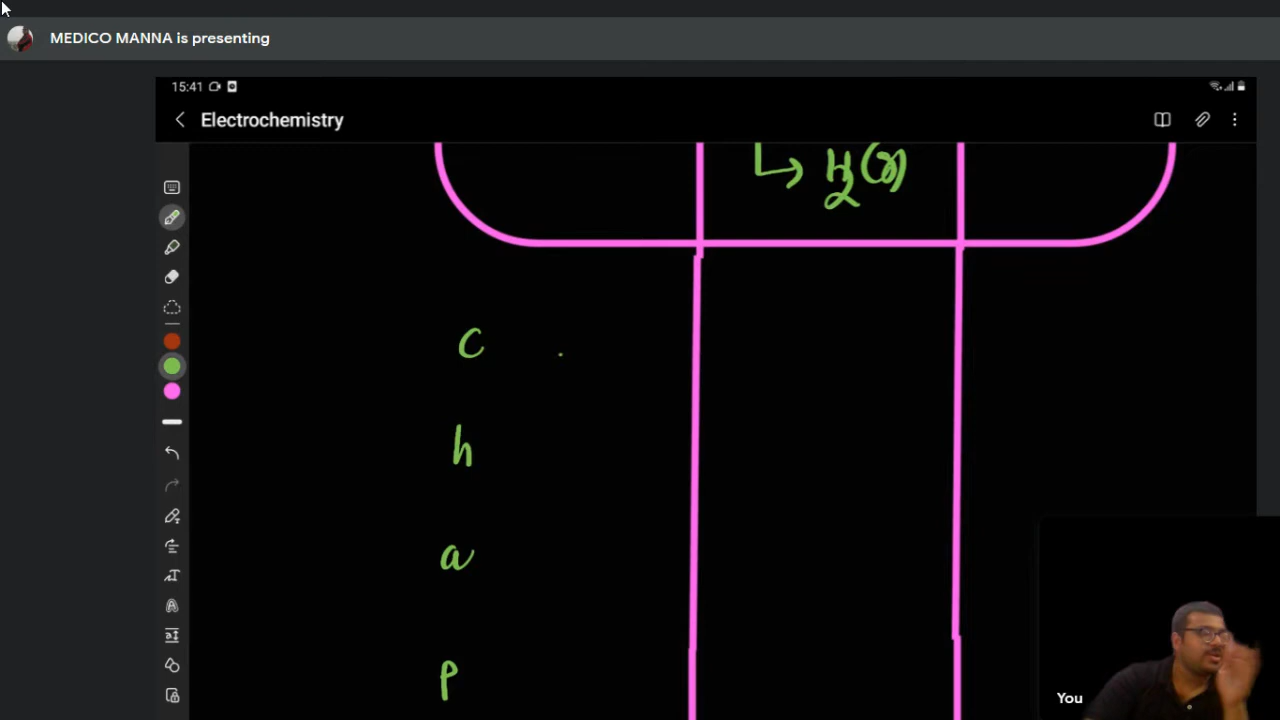 MEDICO MANNA is presenting
15:41
Electrochemistry
↳ H₂(g)
C
h
a
p
You